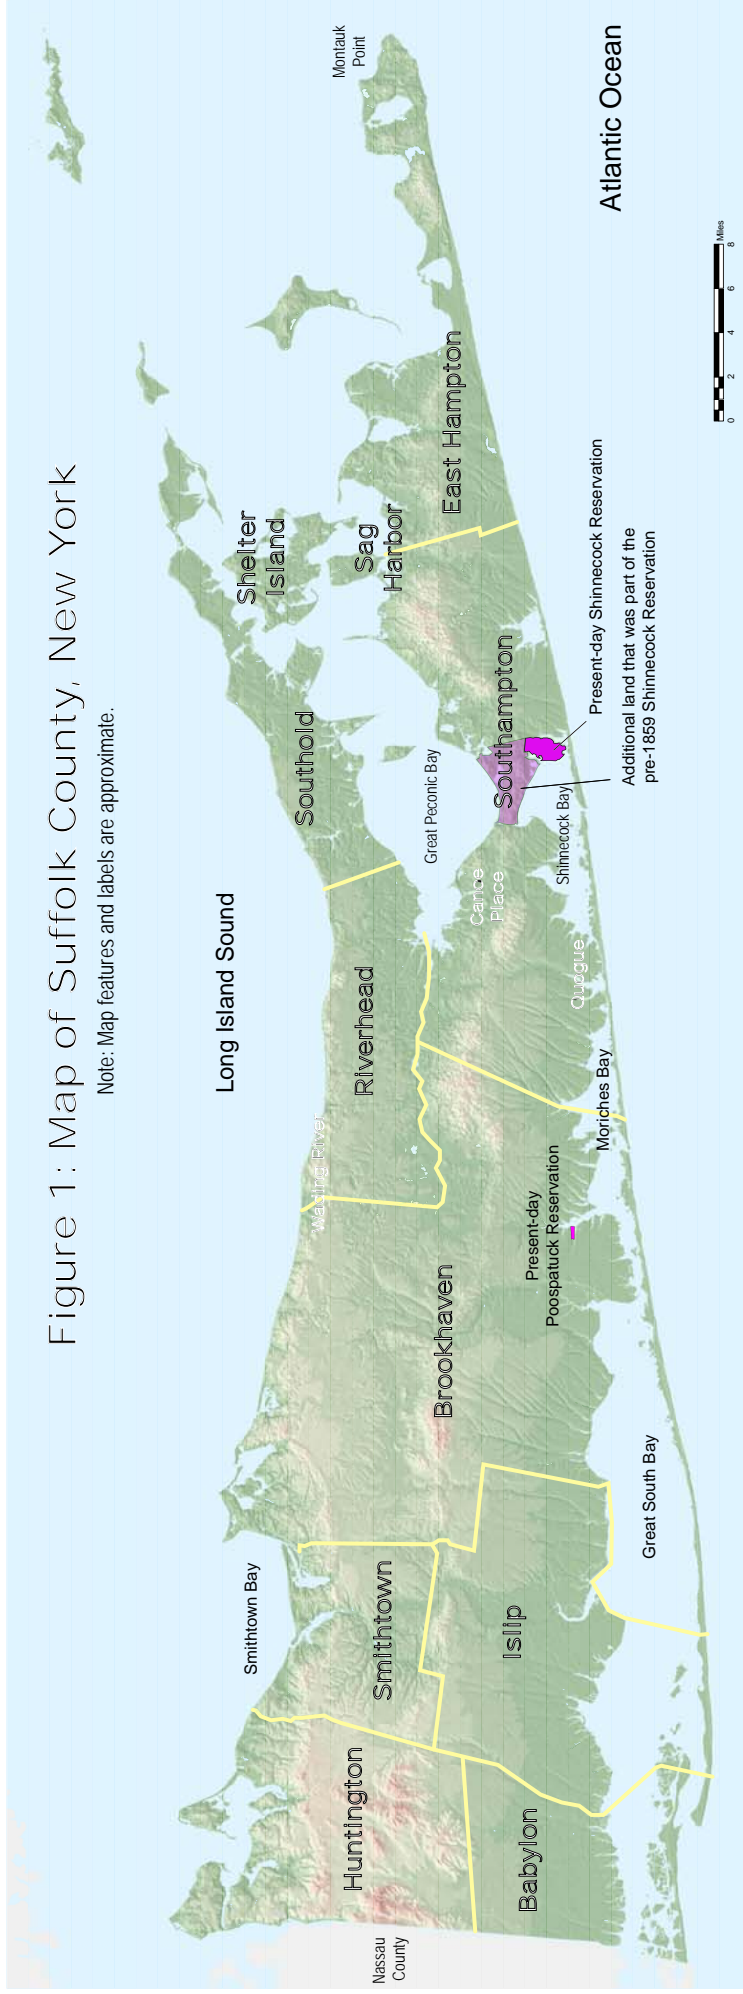 Figure 1: Map of Suffolk County, New York
Note: Map features and labels are approximate.
Long Island Sound
Smithtown Bay
Shelter
Island
Southold
Montauk
Point
Wading River
Riverhead
Sag
Harbor
Huntington
Smithtown
Nassau
County
Great Peconic Bay
East Hampton
Brookhaven
Canoe
Place
Southampton
Islip
Babylon
Present-day
Poospatuck Reservation
Shinnecock Bay
Quogue
Moriches Bay
Present-day Shinnecock Reservation
Atlantic Ocean
Additional land that was part of the
pre-1859 Shinnecock Reservation
Great South Bay
Miles
0 2 4 6 8